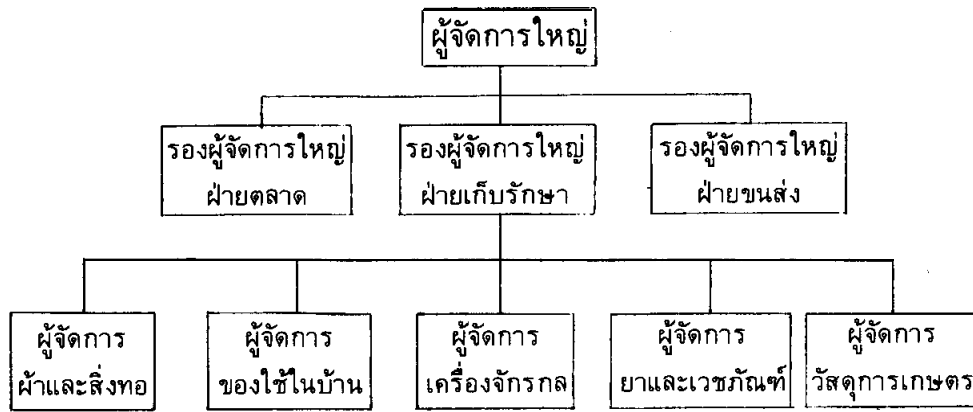 ผู้จัดการใหญ่
รองผู้จัดการใหญ่
ฝ่ายตลาด
รองผู้จัดการใหญ่
ฝ่ายเก็บรักษา
รองผู้จัดการใหญ่
ฝ่ายขนส่ง
ผู้จัดการ
ผ้าและสิ่งทอ
ผู้จัดการ
ของใช้ในบ้าน
ผู้จัดการ
เครื่องจักรกล
ผู้จัดการ
ยาและเวชภัณฑ์
ผู้จัดการ
วัสดุการเกษตร